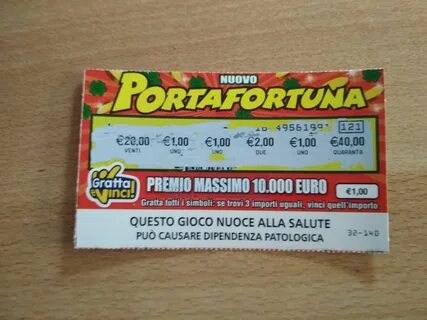 NUOVO
PORTAFORTUNA
121
€20,00 €1,00 €1,00 €2,00 €1,00 €40,00
VENTI UNO UNO DUE UNO QUARANTA
Gratta e Vinci!
PREMIO MASSIMO 10.000 EURO
€1,00
Gratta tutti i simboli: se trovi 3 importi uguali, vinci quell'importo
QUESTO GIOCO NUOCE ALLA SALUTE
PUÒ CAUSARE DIPENDENZA PATOLOGICA
32-140